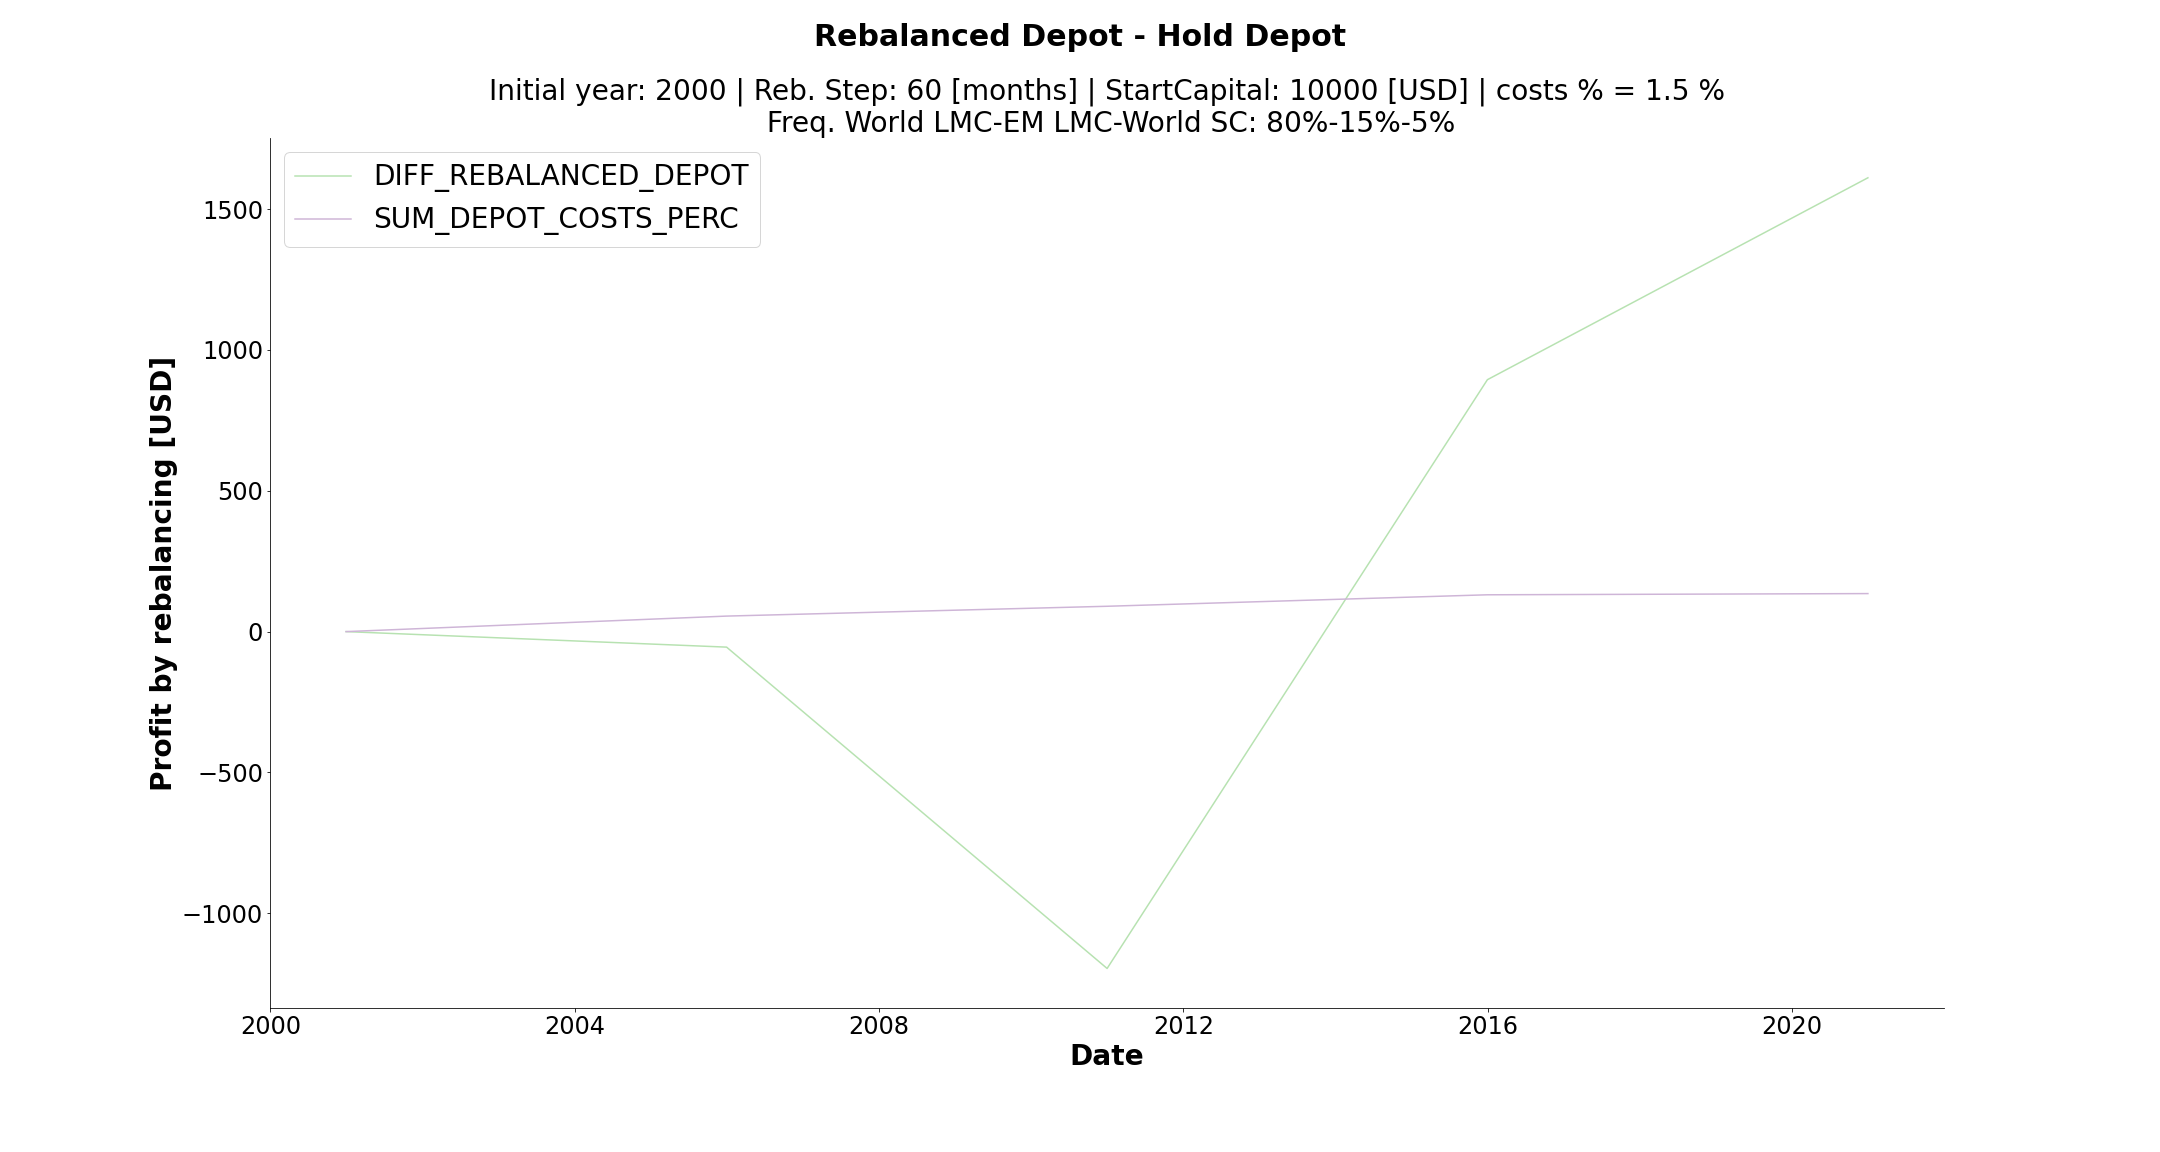 Rebalanced Depot - Hold Depot
Initial year: 2000 | Reb. Step: 60 [months] | StartCapital: 10000 [USD] | costs % = 1.5 %
Freq. World LMC-EM LMC-World SC: 80%-15%-5%
DIFF_REBALANCED_DEPOT
SUM_DEPOT_COSTS_PERC
Profit by rebalancing [USD]
1500
1000
500
0
−500
−1000
2000 2004 2008 2012 2016 2020
Date